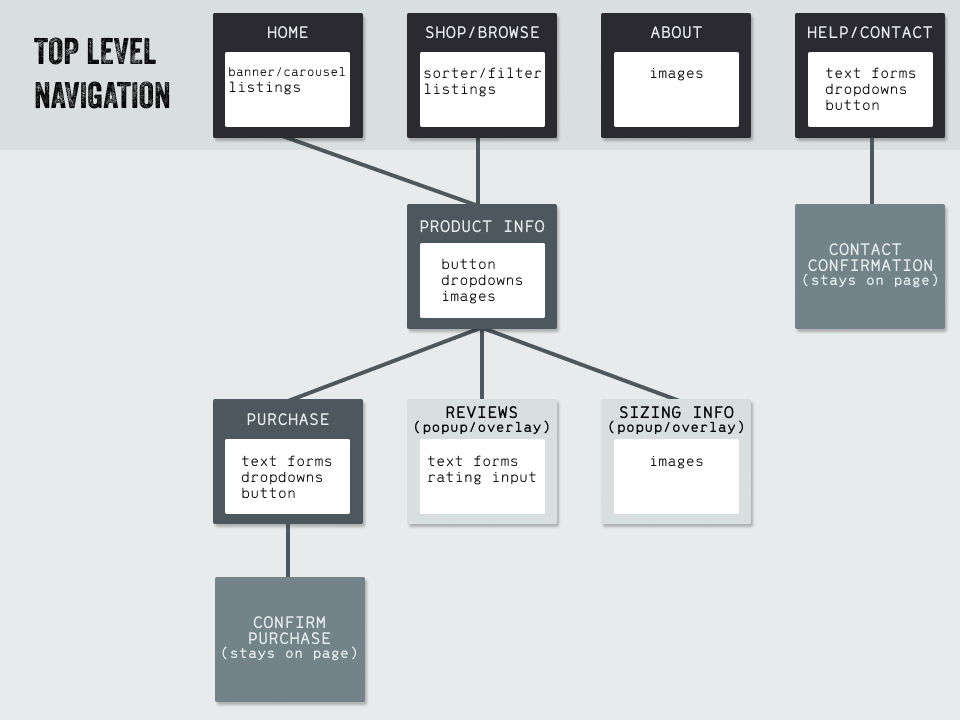 TOP LEVEL
NAVIGATION
HOME
banner/carousel
listings
SHOP/BROWSE
sorter/filter
listings
ABOUT
images
HELP/CONTACT
text forms
dropdowns
button
PRODUCT INFO
button
dropdowns
images
CONTACT
CONFIRMATION
(stays on page)
PURCHASE
text forms
dropdowns
button
REVIEWS
(popup/overlay)
text forms
rating input
SIZING INFO
(popup/overlay)
images
CONFIRM
PURCHASE
(stays on page)